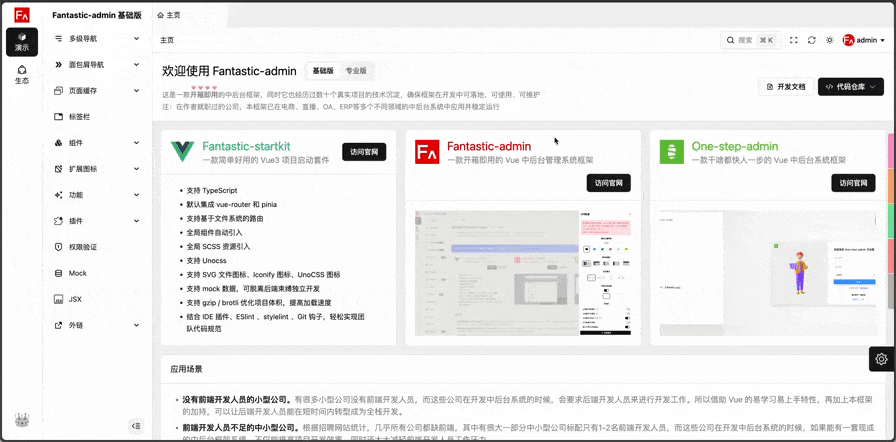 Fantastic-admin 基础版
主页
演示
生态
多级导航
面包屑导航
页面缓存
标签栏
组件
扩展图标
功能
插件
权限验证
Mock
JSX
外链
主页
搜索 ⌘ K
admin
欢迎使用 Fantastic-admin
基础版 专业版
这是一款开箱即用的中后台框架，同时它也经历过数十个真实项目的技术沉淀，确保框架在开发中可落地、可使用、可维护
注：在作者就职过的公司，本框架已在电商、直播、OA、ERP等多个不同领域的中后台系统中应用并稳定运行
开发文档
代码仓库
Fantastic-startkit
一款简单好用的 Vue3 项目启动套件
访问官网
• 支持 TypeScript
• 默认集成 vue-router 和 pinia
• 支持基于文件系统的路由
• 全局组件自动引入
• 全局 SCSS 资源引入
• 支持 Unocss
• 支持 SVG 文件图标、Iconify 图标、UnoCSS 图标
• 支持 mock 数据，可脱离后端束缚独立开发
• 支持 gzip / brotli 优化项目体积，提高加载速度
• 结合 IDE 插件、ESlint 、stylelint 、Git 钩子，轻松实现团
队代码规范
Fantastic-admin
一款开箱即用的 Vue 中后台管理系统框架
访问官网
One-step-admin
一款干啥都快人一步的 Vue 中后台系统框架
访问官网
应用场景
• 没有前端开发人员的小型公司。有很多小型公司没有前端开发人员，而这些公司在开发中后台系统的时候，会要求后端开发人员来进行开发工作。所以借助 Vue 的易学习易上手特性，再加上本框架
的加持，可以让后端开发人员能在短时间内转型成为全栈开发。
• 前端开发人员不足的中小型公司。根据招聘网站统计，几乎所有公司都缺前端，其中有很大一部分中小型公司标配只有1-2名前端开发人员，而这些公司在开发中后台系统的时候，如果能有一套现成